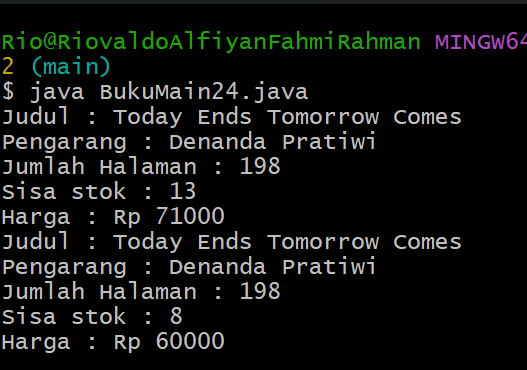 Rio@RiovaldoAlfiyanFahmiRahman MINGW64
2 (main)
$ java BukuMain24.java
Judul : Today Ends Tomorrow Comes
Pengarang : Denanda Pratiwi
Jumlah Halaman : 198
Sisa stok : 13
Harga : Rp 71000
Judul : Today Ends Tomorrow Comes
Pengarang : Denanda Pratiwi
Jumlah Halaman : 198
Sisa stok : 8
Harga : Rp 60000